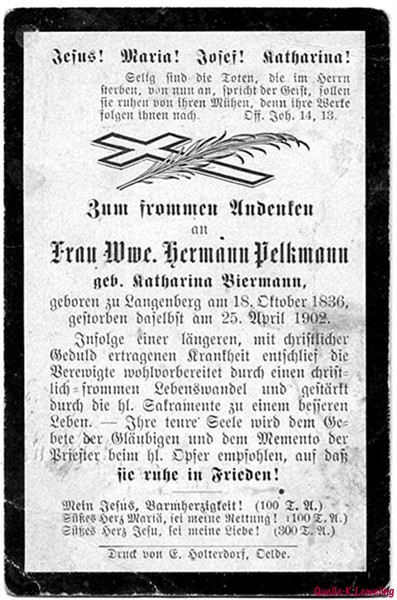 Jesus! Maria! Josef! Katharina!
Selig sind die Toten, die im Herrn
sterben, von nun an, spricht der Geist, sollen
sie ruhen von ihren Mühen, denn ihre Werke
folgen ihnen nach. Off. Joh. 14, 13.
Zum frommen Andenken
an
Frau Wwe. Hermann Pelkmann
geb. Katharina Biermann,
geboren zu Langenberg am 18. Oktober 1836,
gestorben daselbst am 25. April 1902.
Infolge einer längeren, mit christlicher
Geduld ertragenen Krankheit entschlief die
Verewigte wohlvorbereitet durch einen christ-
lich-frommen Lebenswandel und gestärkt
durch die hl. Sakramente zu einem besseren
Leben. — Ihre teure Seele wird dem Ge-
bete der Gläubigen und dem Memento der
Priester beim hl. Opfer empfohlen, auf daß
sie ruhe in Frieden!
Mein Jesus, Barmherzigkeit! (100 T. A.)
Süßes Herz Mariä, sei meine Rettung! (100 T. A.)
Süßes Herz Jesu, sei meine Liebe! (300 T. A.)
Druck von E. Holterdorf, Oelde.
Quelle-K.